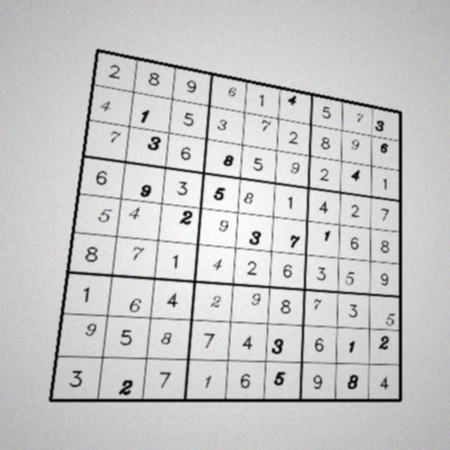 2 8 9 6 1 4 5 7 3
4 1 5 3 7 2 8 9 6
7 3 6 8 5 9 2 4 1
6 9 3 5 8 1 4 2 7
5 4 2 9 3 7 1 6 8
8 7 1 4 2 6 3 5 9
1 6 4 2 9 8 7 3 5
9 5 8 7 4 3 6 1 2
3 2 7 1 6 5 9 8 4